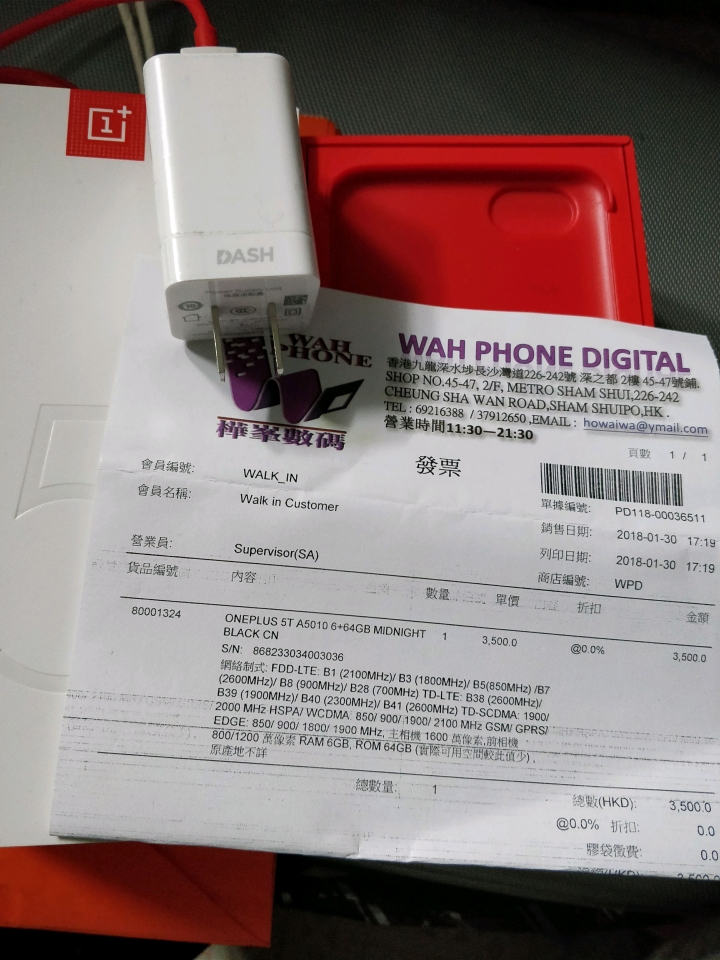 1+
DASH
WAH PHONE
樺峯數碼
WAH PHONE DIGITAL
香港九龍深水埗長沙灣道226-242號 深之都 2樓 45-47號鋪.
SHOP NO.45-47, 2/F, METRO SHAM SHUI,226-242
CHEUNG SHA WAN ROAD,SHAM SHUIPO,HK .
TEL : 69216388 / 37912650 ,EMAIL : howaiwa@ymail.com
營業時間11:30—21:30
頁數 1 / 1
發票
會員編號: WALK_IN
單據編號: PD118-00036511
會員名稱: Walk in Customer
銷售日期: 2018-01-30 17:19
列印日期: 2018-01-30 17:19
營業員: Supervisor(SA)
商店編號: WPD
貨品編號 內容 數量 單價 折扣 金額
80001324 ONEPLUS 5T A5010 6+64GB MIDNIGHT 1 3,500.0 @0.0% 3,500.0
BLACK CN
S/N: 868233034003036
網絡制式: FDD-LTE: B1 (2100MHz)/ B3 (1800MHz)/ B5(850MHz) /B7
(2600MHz)/ B8 (900MHz)/ B28 (700MHz) TD-LTE: B38 (2600MHz)/
B39 (1900MHz)/ B40 (2300MHz)/ B41 (2600MHz) TD-SCDMA: 1900/
2000 MHz HSPA/ WCDMA: 850/ 900/ 1900/ 2100 MHz GSM/ GPRS/
EDGE: 850/ 900/ 1800/ 1900 MHz, 主相機 1600 萬像素,前相機
800/1200 萬像素 RAM 6GB, ROM 64GB (實際可用空間較此值少) ,
原產地不詳
總數量: 1
總數(HKD): 3,500.0
@0.0% 折扣: 0.0
膠袋徵費: 0.0